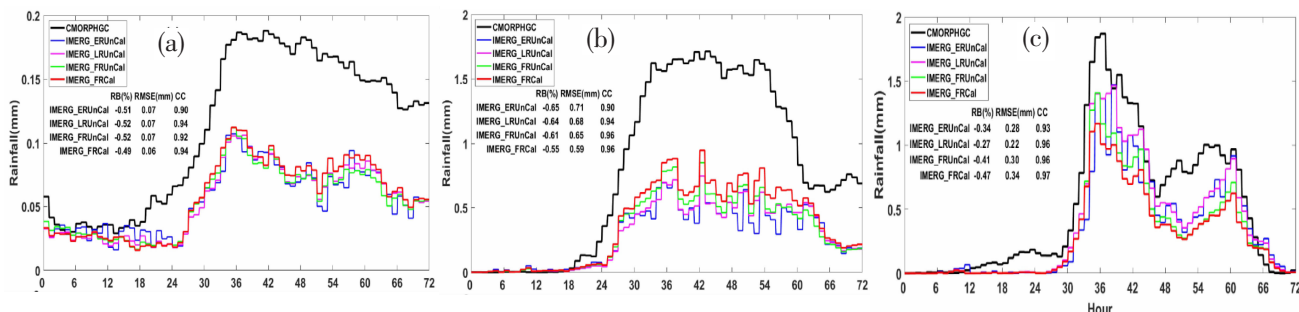 (a)
Rainfall(mm)
0.2
0.15
0.1
0.05
0
CMORPHGC
IMERG_ERUnCal
IMERG_LRUnCal
IMERG_FRUnCal
IMERG_FRCal
RB(%) RMSE(mm) CC
IMERG_ERUnCal -0.51 0.07 0.90
IMERG_LRUnCal -0.52 0.07 0.94
IMERG_FRUnCal -0.52 0.07 0.92
IMERG_FRCal -0.49 0.06 0.94
0 6 12 18 24 30 36 42 48 54 60 66 72
(b)
Rainfall(mm)
2
1.5
1
0.5
0
CMORPHGC
IMERG_ERUnCal
IMERG_LRUnCal
IMERG_FRUnCal
IMERG_FRCal
RB(%) RMSE(mm) CC
IMERG_ERUnCal -0.65 0.71 0.90
IMERG_LRUnCal -0.64 0.68 0.94
IMERG_FRUnCal -0.61 0.65 0.96
IMERG_FRCal -0.55 0.59 0.96
0 6 12 18 24 30 36 42 48 54 60 66 72
(c)
Rainfall(mm)
2
1.5
1
0.5
0
CMORPHGC
IMERG_ERUnCal
IMERG_LRUnCal
IMERG_FRUnCal
IMERG_FRCal
RB(%) RMSE(mm) CC
IMERG_ERUnCal -0.34 0.28 0.93
IMERG_LRUnCal -0.27 0.22 0.96
IMERG_FRUnCal -0.41 0.30 0.96
IMERG_FRCal -0.47 0.34 0.97
0 6 12 18 24 30 36 42 48 54 60 66 72
Hour